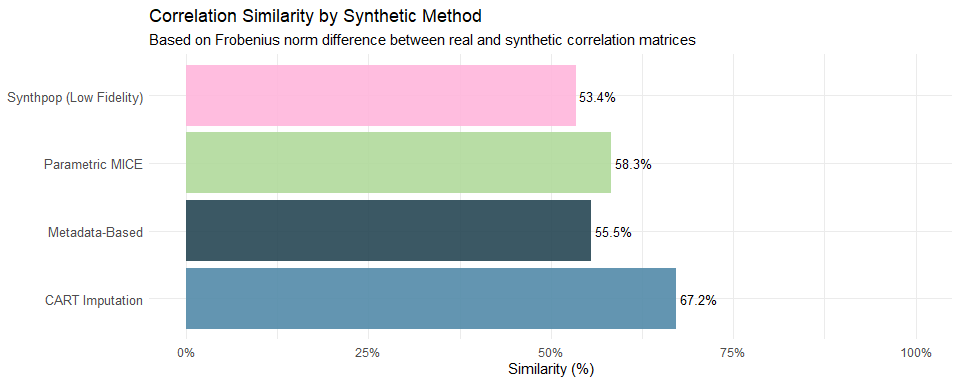 Correlation Similarity by Synthetic Method
Based on Frobenius norm difference between real and synthetic correlation matrices
Synthpop (Low Fidelity)
53.4%
Parametric MICE
58.3%
Metadata-Based
55.5%
CART Imputation
67.2%
0% 25% 50% 75% 100%
Similarity (%)